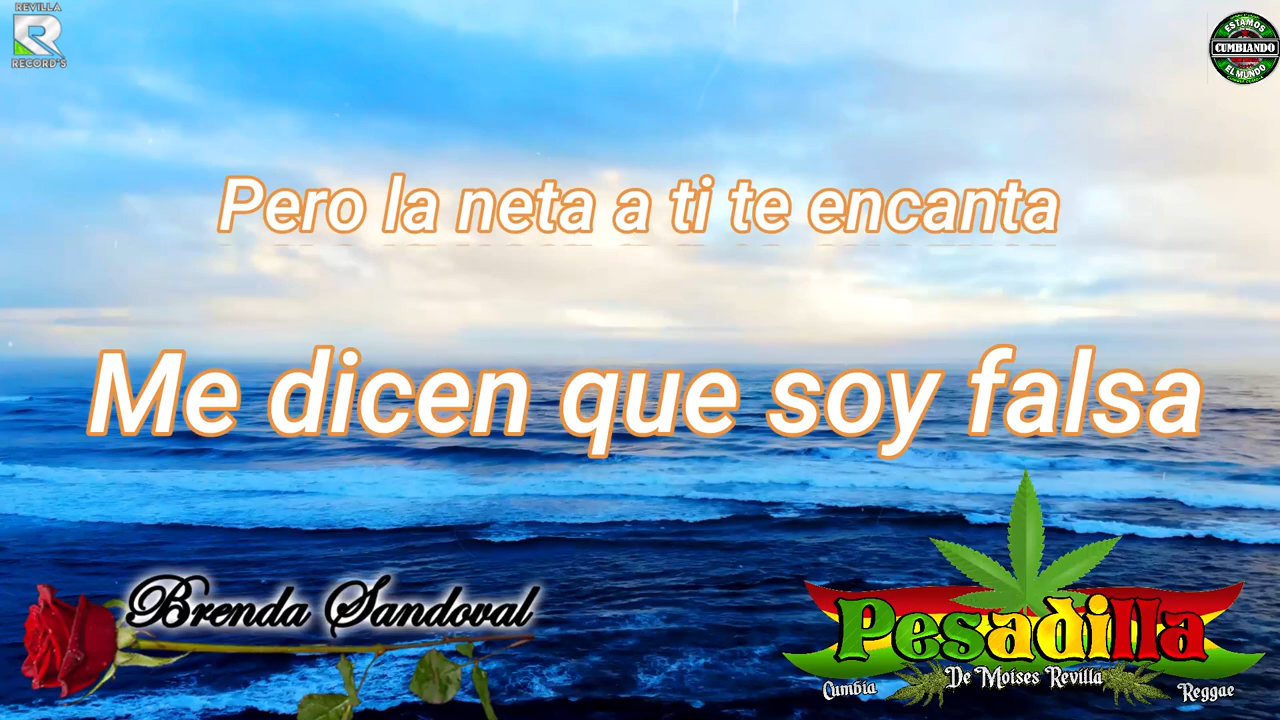 REVILLA
R
RECORD'S
ESTAMOS
CUMBIANDO
EL MUNDO
Pero la neta a ti te encanta
Me dicen que soy falsa
Brenda Sandoval
Pesadilla
De Moises Revilla
Cumbia
Reggae